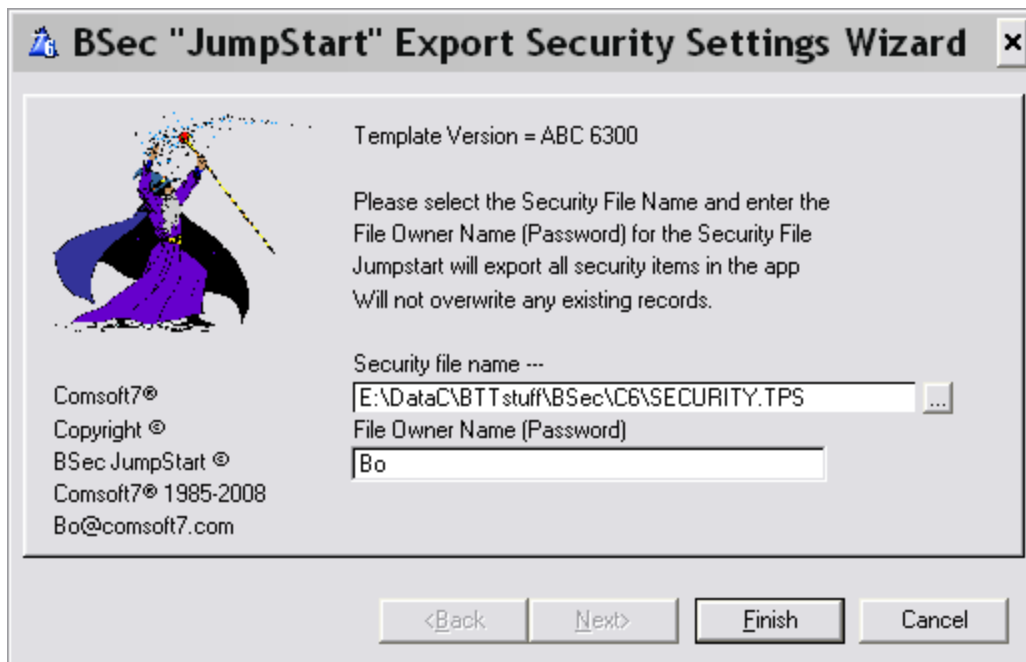 BSec "JumpStart" Export Security Settings Wizard
Template Version = ABC 6300
Please select the Security File Name and enter the
File Owner Name (Password) for the Security File
Jumpstart will export all security items in the app
Will not overwrite any existing records.
Security file name ---
E:\DataC\BTTstuff\BSec\C6\SECURITY.TPS
...
File Owner Name (Password)
Bo
Comsoft7®
Copyright ©
BSec JumpStart ©
Comsoft7® 1985-2008
Bo@comsoft7.com
<Back
Next>
Finish
Cancel